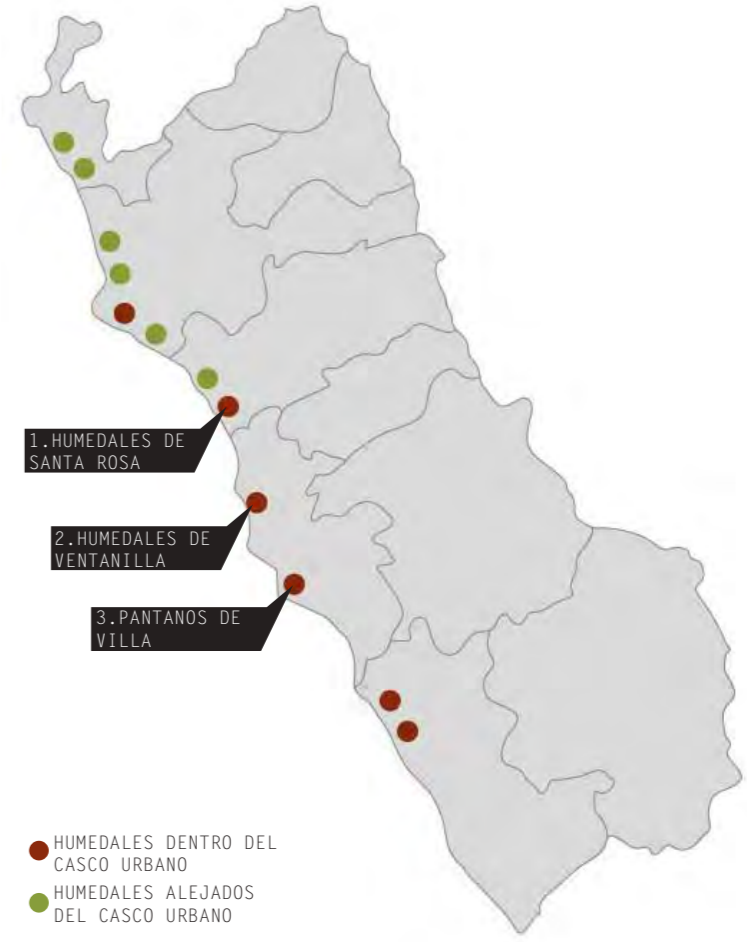 1.HUMEDALES DE
SANTA ROSA
2.HUMEDALES DE
VENTANILLA
3.PANTANOS DE
VILLA
HUMEDALES DENTRO DEL
CASCO URBANO
HUMEDALES ALEJADOS
DEL CASCO URBANO